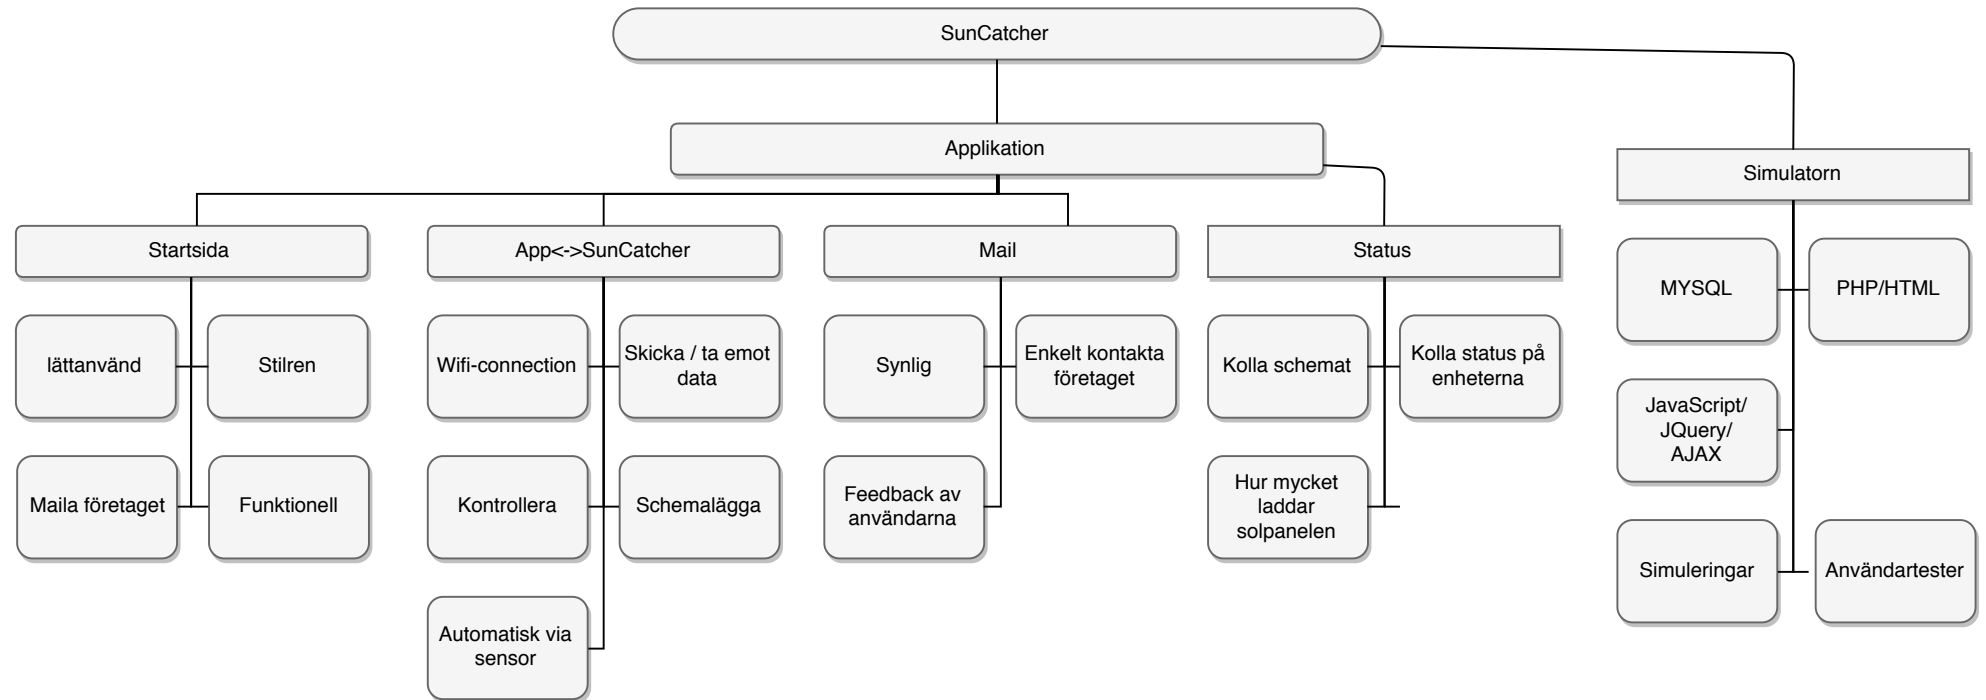 SunCatcher
Applikation
Simulatorn
Startsida
App<->SunCatcher
Mail
Status
MYSQL
PHP/HTML
lättanvänd
Stilren
Wifi-connection
Skicka / ta emot
data
Synlig
Enkelt kontakta
företaget
Kolla schemat
Kolla status på
enheterna
JavaScript/
JQuery/
AJAX
Maila företaget
Funktionell
Kontrollera
Schemalägga
Feedback av
användarna
Hur mycket
laddar
solpanelen
Simuleringar
Användartester
Automatisk via
sensor